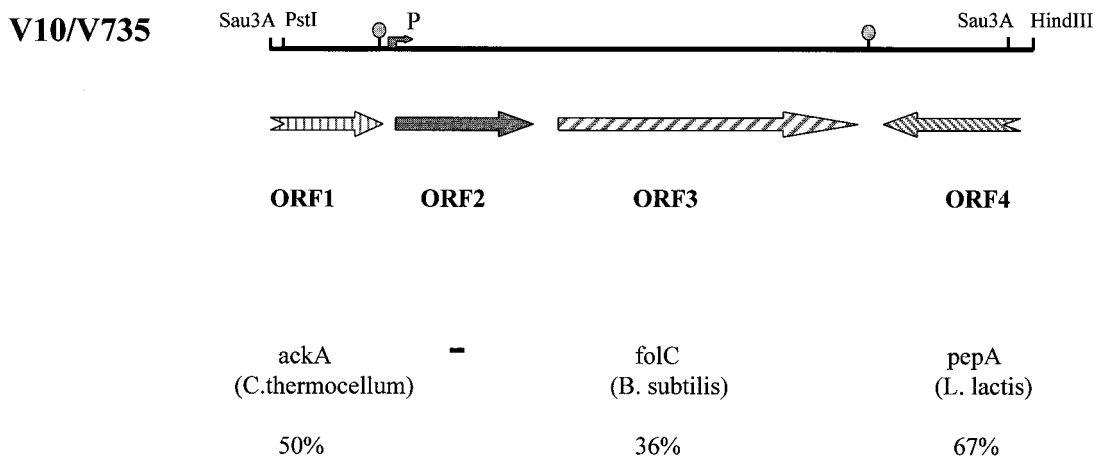 V10/V735
Sau3A PstI P Sau3A HindIII
ORF1 ORF2 ORF3 ORF4
ackA - folC pepA
(C.thermocellum) (B. subtilis) (L. lactis)
50% 36% 67%